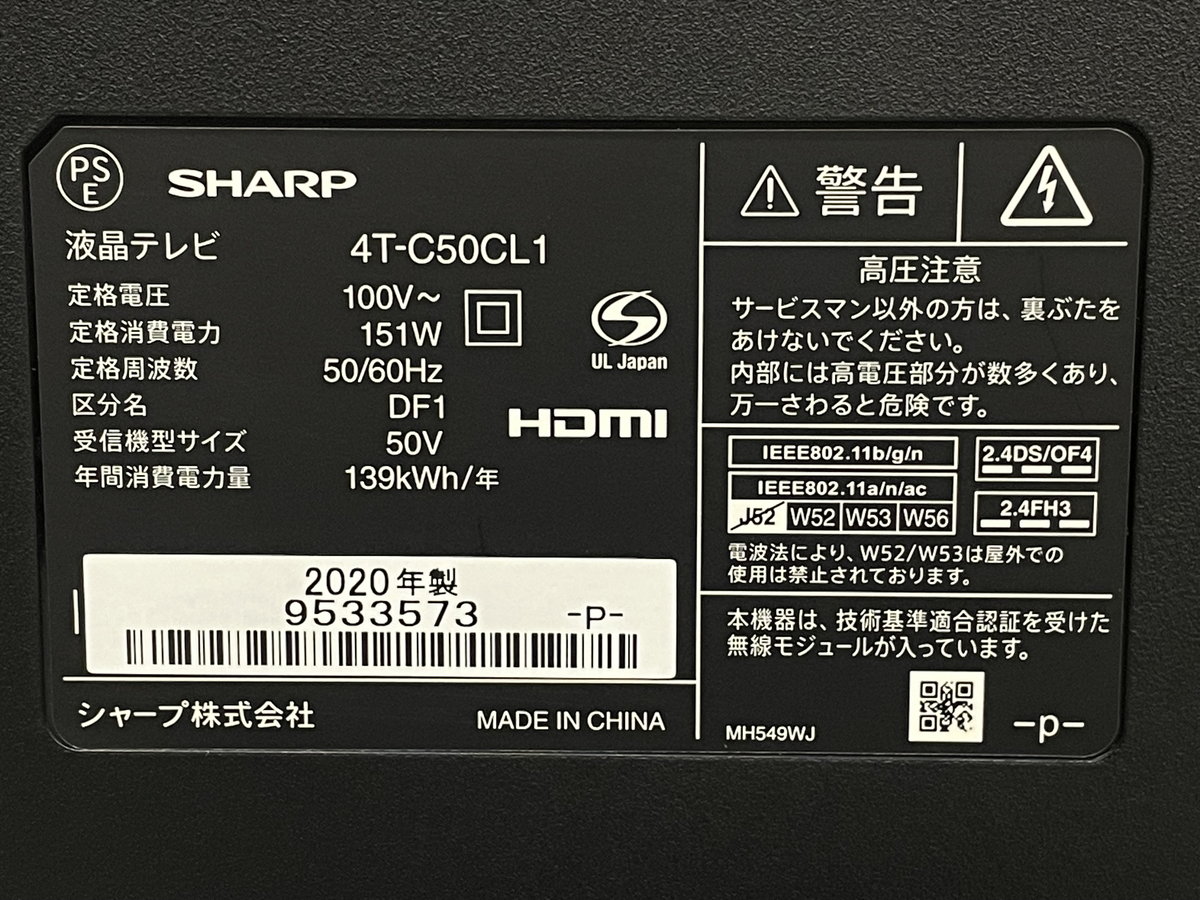 PSE
SHARP
液晶テレビ 4T-C50CL1
定格電圧 100V~
定格消費電力 151W
定格周波数 50/60Hz
区分名 DF1
受信機型サイズ 50V
年間消費電力量 139kWh/年
UL Japan
HDMI
2020年製
9533573 -P-
シャープ株式会社 MADE IN CHINA
警告
高圧注意
サービスマン以外の方は、裏ぶたを
あけないでください。
内部には高電圧部分が数多くあり、
万一さわると危険です。
IEEE802.11b/g/n 2.4DS/OF4
IEEE802.11a/n/ac
J52 W52 W53 W56 2.4FH3
電波法により、W52/W53は屋外での
使用は禁止されております。
本機器は、技術基準適合認証を受けた
無線モジュールが入っています。
MH549WJ -p-